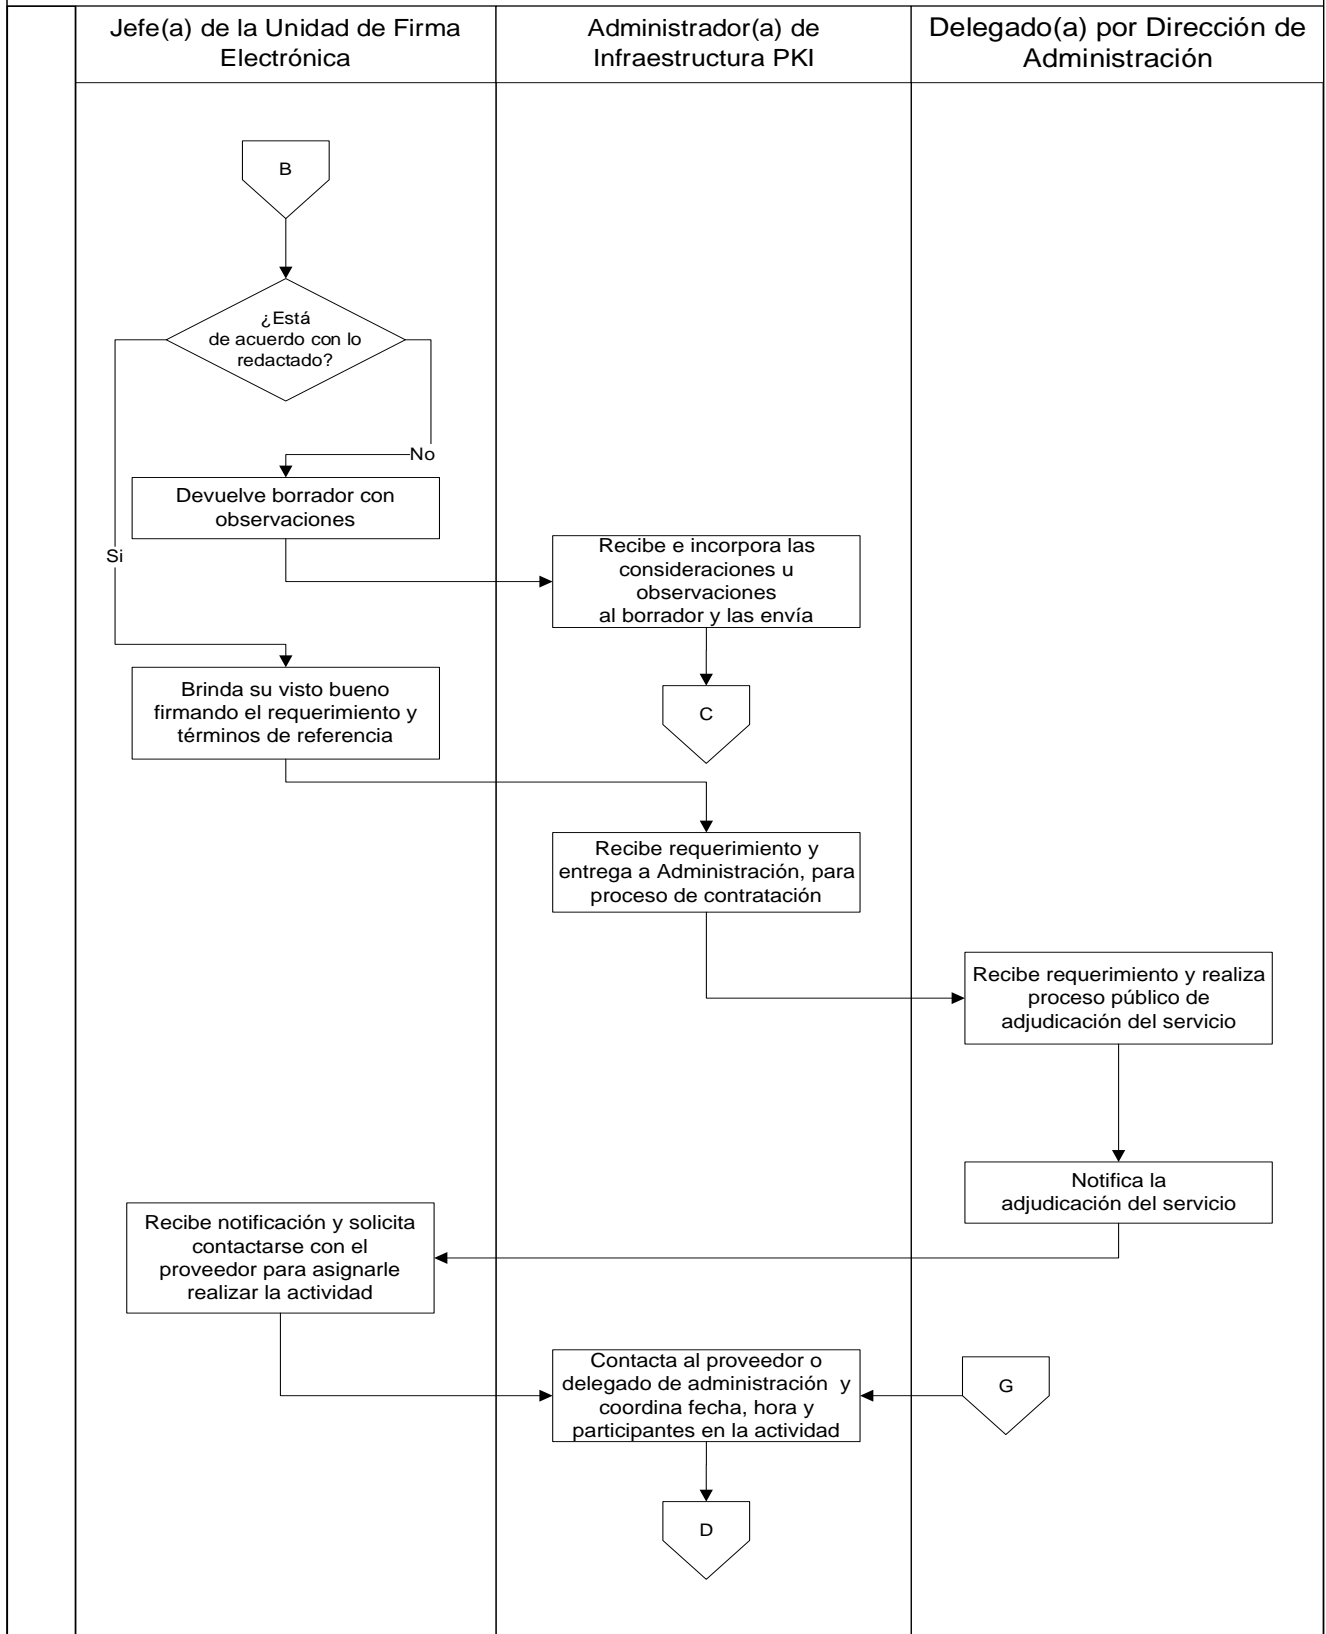 Jefe(a) de la Unidad de Firma
Electrónica
Administrador(a) de
Infraestructura PKI
Delegado(a) por Dirección de
Administración
B
¿Está
de acuerdo con lo
redactado?
No
Devuelve borrador con
observaciones
Si
Recibe e incorpora las
consideraciones u
observaciones
al borrador y las envía
Brinda su visto bueno
firmando el requerimiento y
términos de referencia
C
Recibe requerimiento y
entrega a Administración, para
proceso de contratación
Recibe requerimiento y realiza
proceso público de
adjudicación del servicio
Notifica la
adjudicación del servicio
Recibe notificación y solicita
contactarse con el
proveedor para asignarle
realizar la actividad
Contacta al proveedor o
delegado de administración y
coordina fecha, hora y
participantes en la actividad
G
D